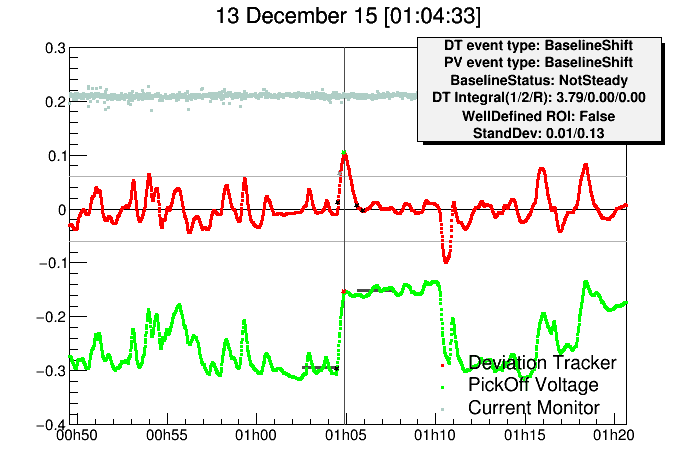 13 December 15 [01:04:33]
DT event type: BaselineShift
PV event type: BaselineShift
BaselineStatus: NotSteady
DT Integral(1/2/R): 3.79/0.00/0.00
WellDefined ROI: False
StandDev: 0.01/0.13
0.3
0.2
0.1
0
−0.1
−0.2
−0.3
−0.4
Deviation Tracker
PickOff Voltage
Current Monitor
00h50 00h55 01h00 01h05 01h10 01h15 01h20